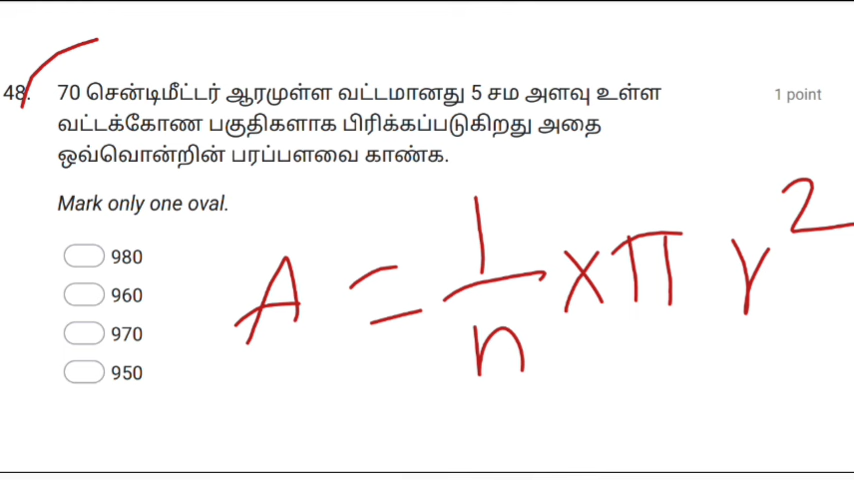 48. 70 சென்டிமீட்டர் ஆரமுள்ள வட்டமானது 5 சம அளவு உள்ள 1 point
வட்டக்கோண பகுதிகளாக பிரிக்கப்படுகிறது அதை
ஒவ்வொன்றின் பரப்பளவை காண்க.
Mark only one oval.
980
960
970
950
A = 1/n × π r²